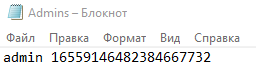 Admins – Блокнот
Файл Правка Формат Вид Справка
admin 16559146482384667732